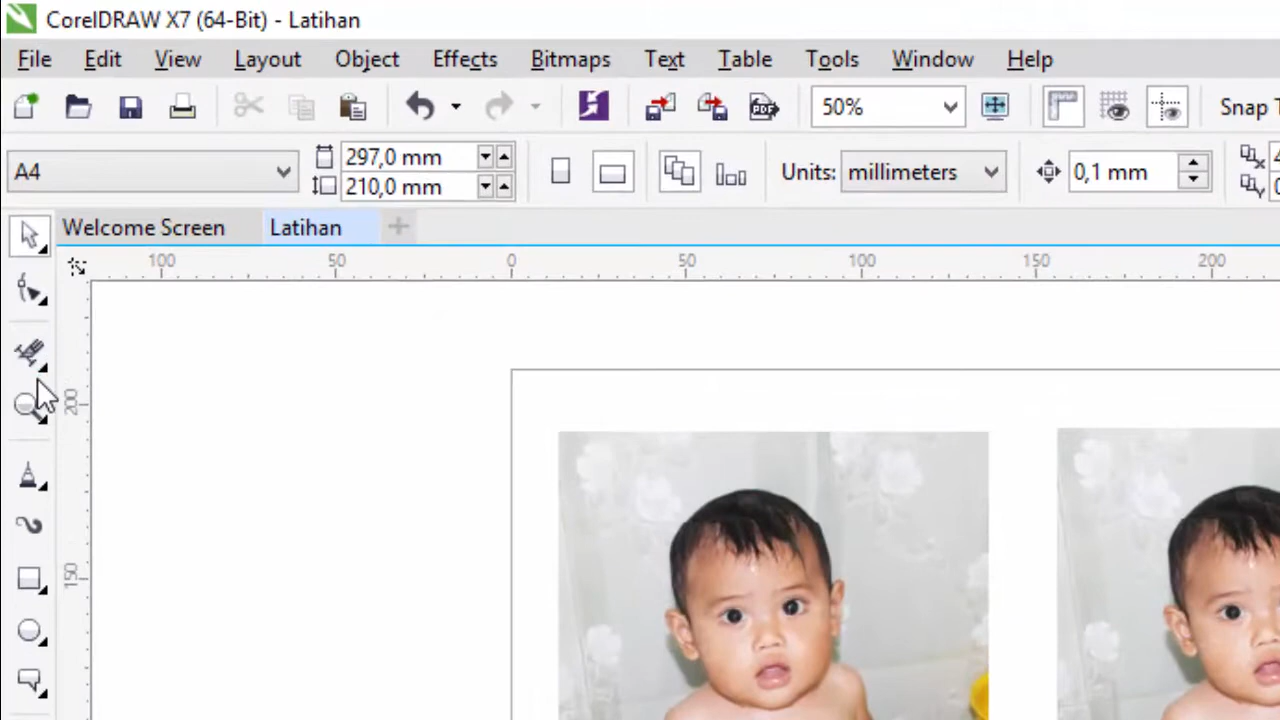 CorelDRAW X7 (64-Bit) - Latihan
File Edit View Layout Object Effects Bitmaps Text Table Tools Window Help
PDF 50% Snap
A4 297,0 mm Units: millimeters 0,1 mm
210,0 mm
Welcome Screen Latihan
100 50 0 50 100 150 200
200
150